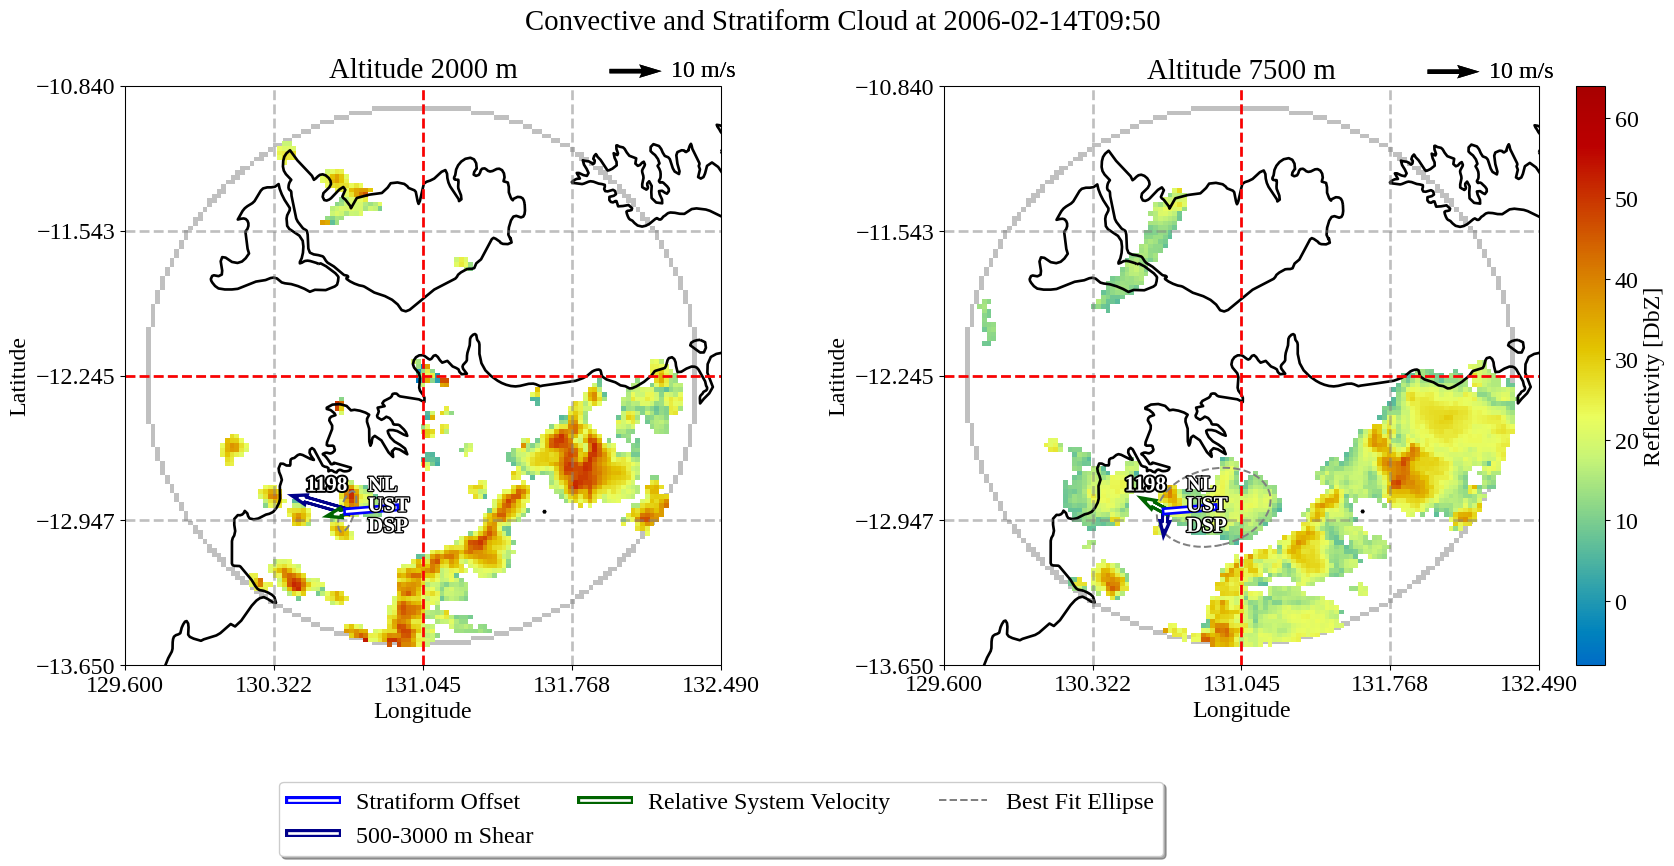 Convective and Stratiform Cloud at 2006-02-14T09:50
Altitude 2000 m
10 m/s
Altitude 7500 m
10 m/s
−10.840
−11.543
−12.245
−12.947
−13.650
Latitude
129.600
130.322
131.045
131.768
132.490
Longitude
1198
NL
UST
DSP
−10.840
−11.543
−12.245
−12.947
−13.650
Latitude
129.600
130.322
131.045
131.768
132.490
Longitude
1198
NL
UST
DSP
60
50
40
30
20
10
0
Reflectivity [DbZ]
Stratiform Offset
Relative System Velocity
Best Fit Ellipse
500-3000 m Shear